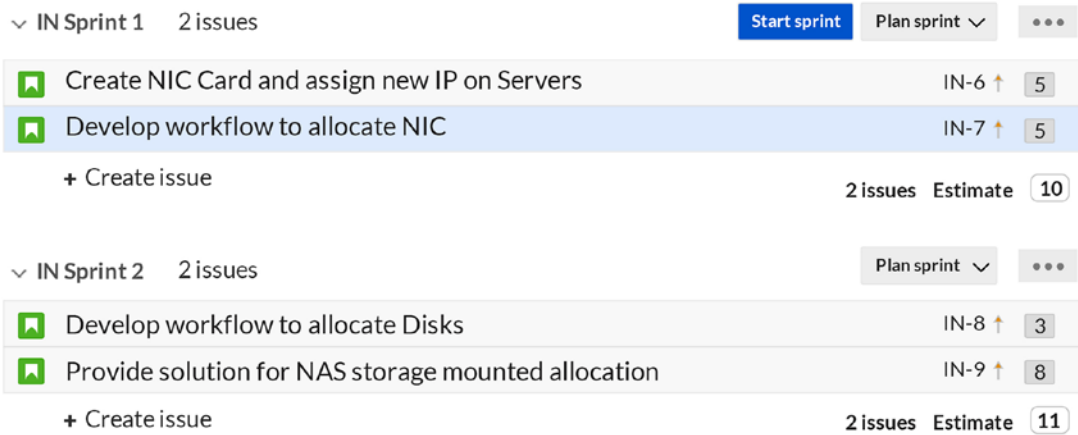 IN Sprint 1 2 issues Start sprint Plan sprint •••
Create NIC Card and assign new IP on Servers IN-6 ↑ 5
Develop workflow to allocate NIC IN-7 ↑ 5
+ Create issue
2 issues Estimate 10
IN Sprint 2 2 issues Plan sprint •••
Develop workflow to allocate Disks IN-8 ↑ 3
Provide solution for NAS storage mounted allocation IN-9 ↑ 8
+ Create issue
2 issues Estimate 11